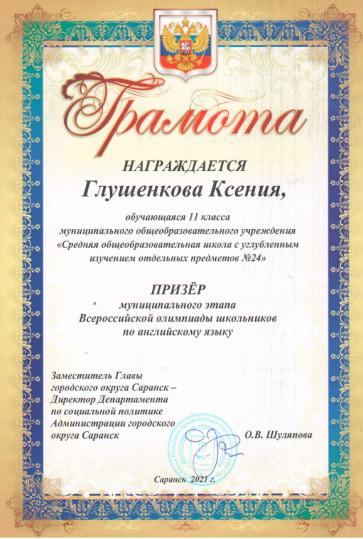 Грамота
НАГРАЖДАЕТСЯ
Глушенкова Ксения,
обучающаяся 11 класса
муниципального общеобразовательного учреждения
«Средняя общеобразовательная школа с углубленным
изучением отдельных предметов №24»
ПРИЗЁР
муниципального этапа
Всероссийской олимпиады школьников
по английскому языку
Заместитель Главы
городского округа Саранск –
Директор Департамента
по социальной политике
Администрации городского
округа Саранск
О.В. Шуляпова
Саранск 2021 г.